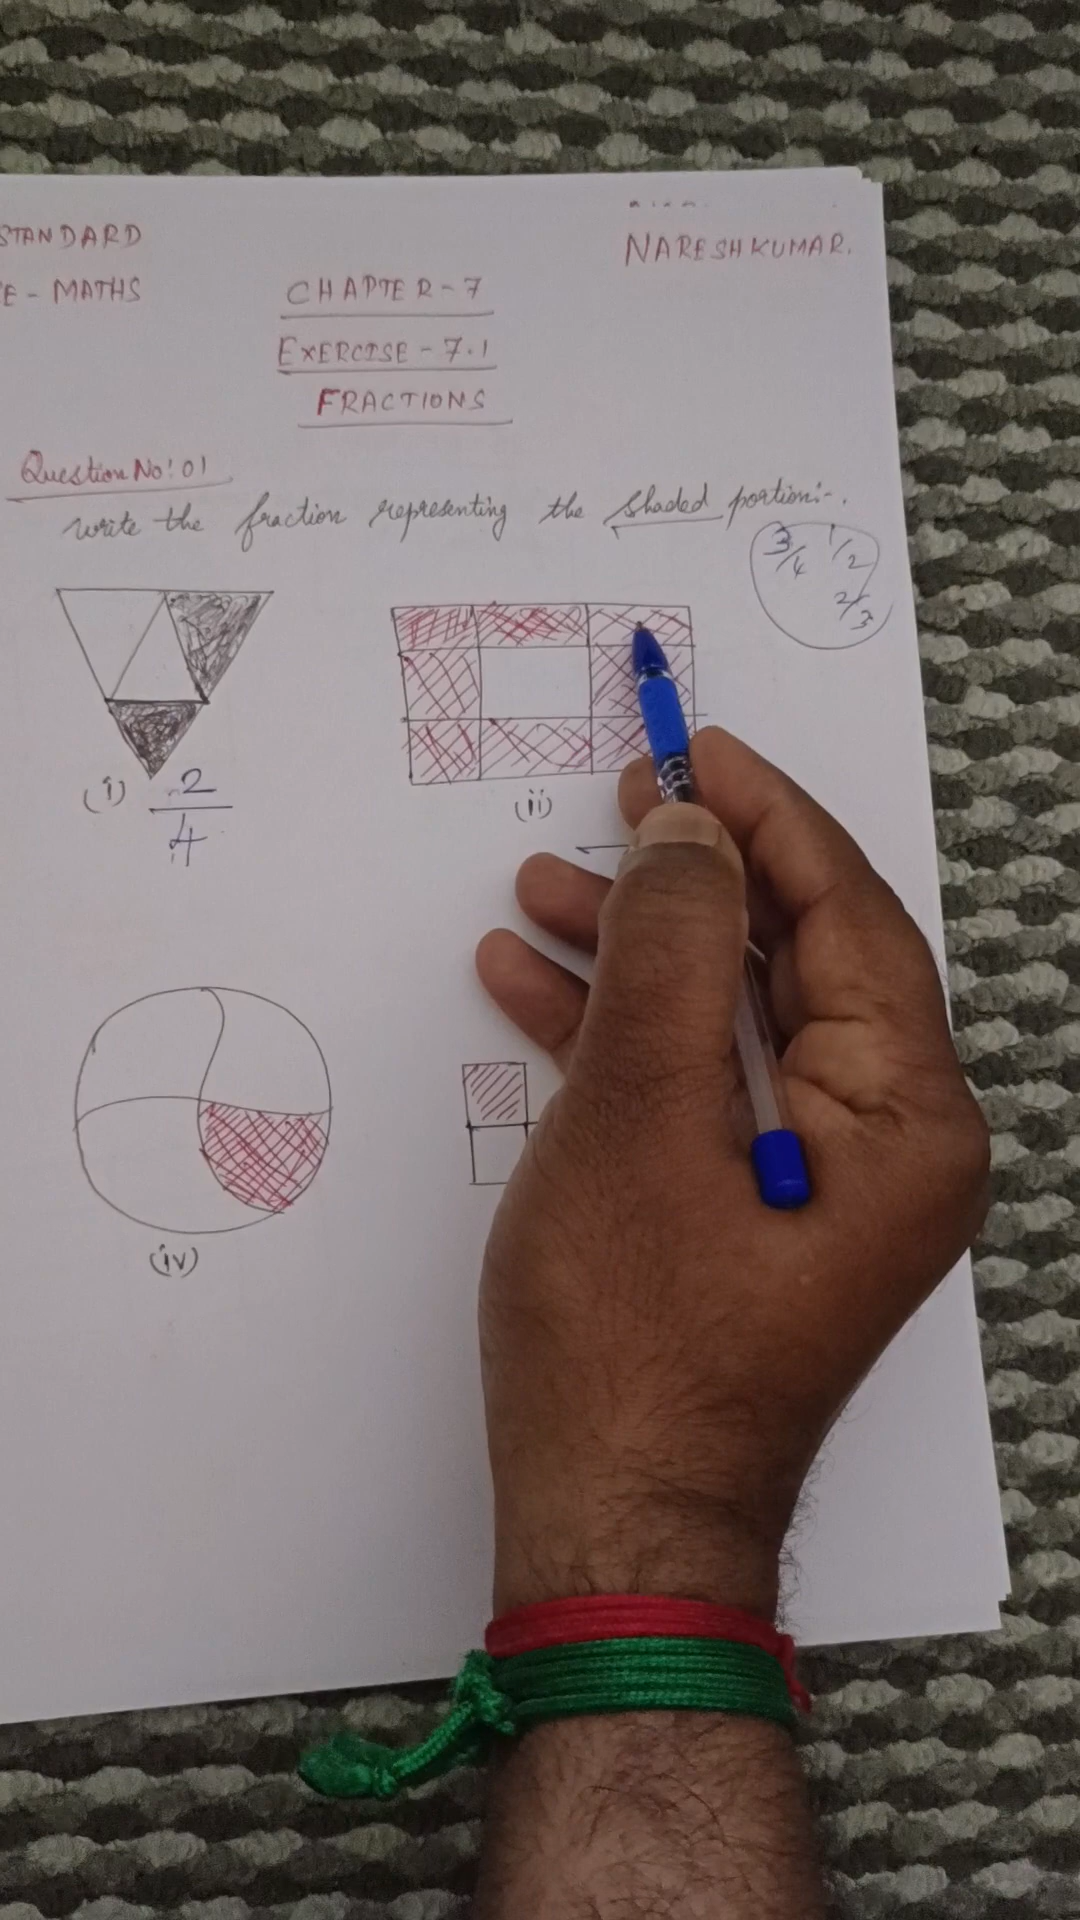 STANDARD
NARESHKUMAR.
E - MATHS
CHAPTER - 7
EXERCISE - 7.1
FRACTIONS
Question No: 01
write the fraction representing the shaded portion:-.
3/4 1/2
2/3
(i) 2/4
(ii)
(iv)